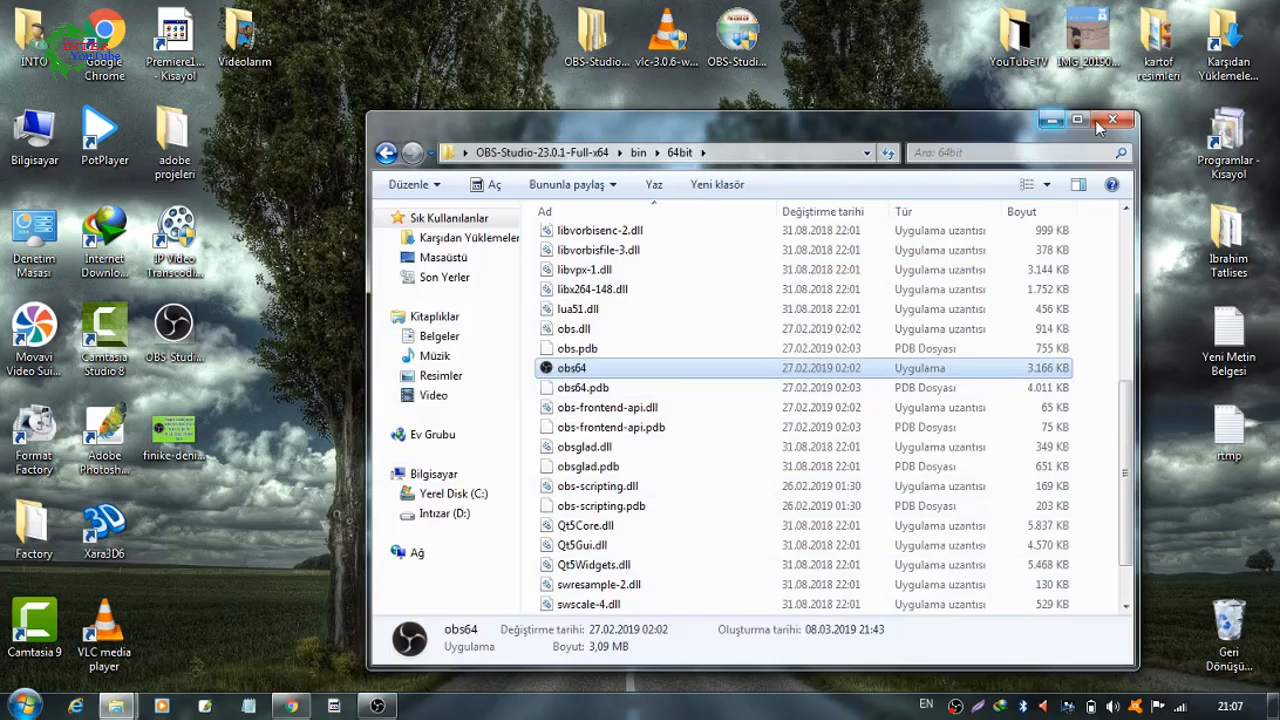 INTO
INTER
YouTube
Google
Chrome
Premiere1...
- Kısayol
Videolarım
OBS-Studio...
vlc-3.0.6-w...
OBS-Studi...
YouTubeTV
IMG_20190...
kartof
resimleri
Karşıdan
Yüklemele...
Bilgisayar
PotPlayer
adobe
projeleri
Programlar -
Kısayol
Denetim
Masası
Internet
Downlo...
IP Video
Transcodi...
Ibrahim
Tatlises
Movavi
Video Sui...
Camtasia
Studio 8
OBS Studi...
Yeni Metin
Belgesi
Format
Factory
Adobe
Photosh...
finike-deni...
rtmp
Factory
Xara3D6
Camtasia 9
VLC media
player
Geri
Dönüşü...
OBS-Studio-23.0.1-Full-x64 bin 64bit
Ara: 64bit
Düzenle Aç Bununla paylaş Yaz Yeni klasör
Sık Kullanılanlar
Karşıdan Yüklemeler
Masaüstü
Son Yerler
Kitaplıklar
Belgeler
Müzik
Resimler
Video
Ev Grubu
Bilgisayar
Yerel Disk (C:)
Intızar (D:)
Ağ
Ad Değiştirme tarihi Tür Boyut
libvorbisenc-2.dll 31.08.2018 22:01 Uygulama uzantısı 999 KB
libvorbisfile-3.dll 31.08.2018 22:01 Uygulama uzantısı 378 KB
libvpx-1.dll 31.08.2018 22:01 Uygulama uzantısı 3.144 KB
libx264-148.dll 31.08.2018 22:01 Uygulama uzantısı 1.752 KB
lua51.dll 31.08.2018 22:01 Uygulama uzantısı 456 KB
obs.dll 27.02.2019 02:02 Uygulama uzantısı 914 KB
obs.pdb 27.02.2019 02:03 PDB Dosyası 755 KB
obs64 27.02.2019 02:02 Uygulama 3.166 KB
obs64.pdb 27.02.2019 02:03 PDB Dosyası 4.011 KB
obs-frontend-api.dll 27.02.2019 02:02 Uygulama uzantısı 65 KB
obs-frontend-api.pdb 27.02.2019 02:02 PDB Dosyası 75 KB
obsglad.dll 31.08.2018 22:01 Uygulama uzantısı 349 KB
obsglad.pdb 31.08.2018 22:01 PDB Dosyası 651 KB
obs-scripting.dll 26.02.2019 01:30 Uygulama uzantısı 169 KB
obs-scripting.pdb 26.02.2019 01:30 PDB Dosyası 203 KB
Qt5Core.dll 31.08.2018 22:01 Uygulama uzantısı 5.837 KB
Qt5Gui.dll 31.08.2018 22:01 Uygulama uzantısı 4.570 KB
Qt5Widgets.dll 31.08.2018 22:01 Uygulama uzantısı 5.468 KB
swresample-2.dll 31.08.2018 22:01 Uygulama uzantısı 130 KB
swscale-4.dll 31.08.2018 22:01 Uygulama uzantısı 529 KB
obs64 Değiştirme tarihi: 27.02.2019 02:02 Oluşturma tarihi: 08.03.2019 21:43
Uygulama Boyut: 3,09 MB
EN 21:07